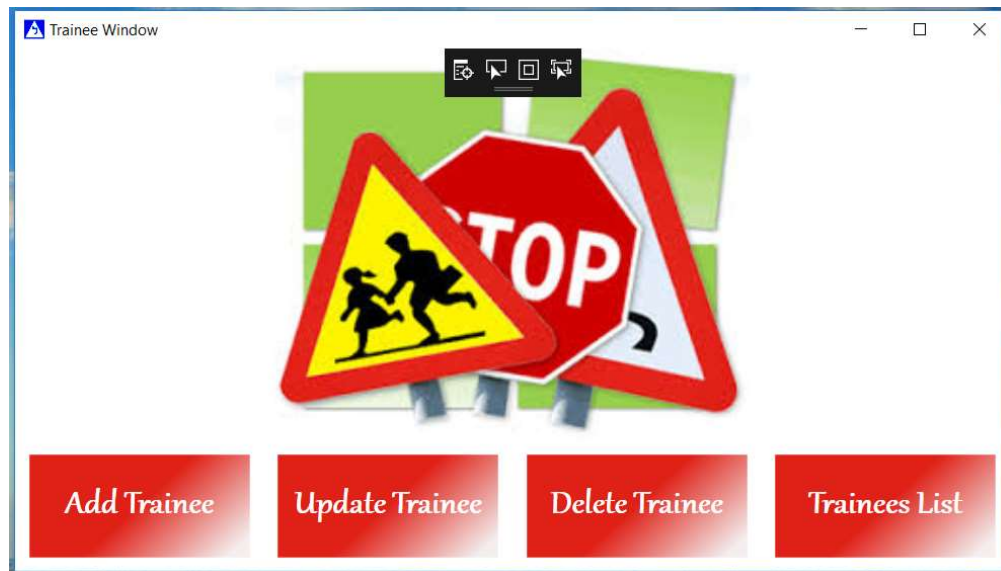 Trainee Window
STOP
Add Trainee
Update Trainee
Delete Trainee
Trainees List